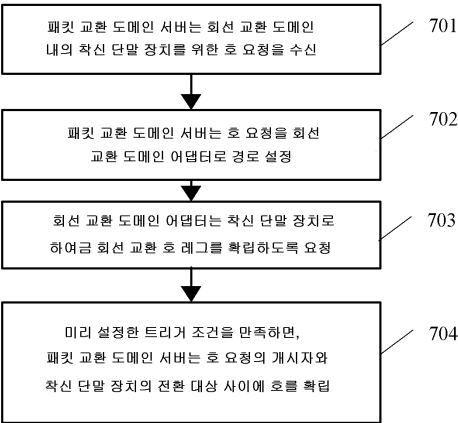 패킷 교환 도메인 서버는 회선 교환 도메인
내의 착신 단말 장치를 위한 호 요청을 수신
701
패킷 교환 도메인 서버는 호 요청을 회선
교환 도메인 어댑터로 경로 설정
702
회선 교환 도메인 어댑터는 착신 단말 장치로
하여금 회선 교환 호 레그를 확립하도록 요청
703
미리 설정한 트리거 조건을 만족하면,
패킷 교환 도메인 서버는 호 요청의 개시자와
착신 단말 장치의 전환 대상 사이에 호를 확립
704